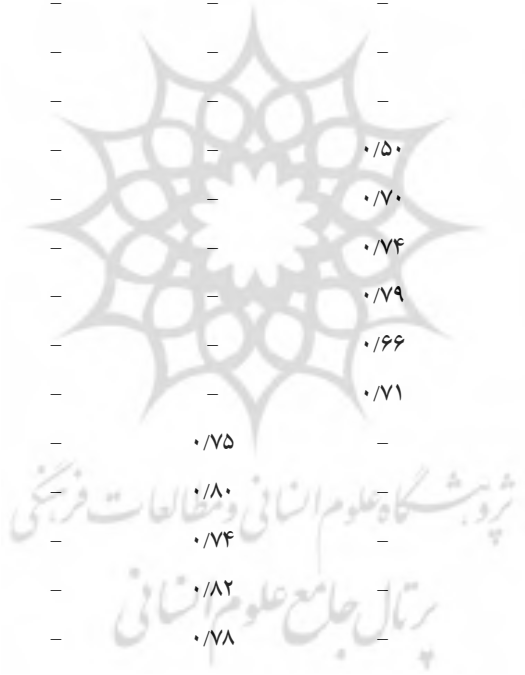 – – –
– – –
– – –
– – ۰/۵۰
– – ۰/۷۰
– – ۰/۷۴
– – ۰/۷۹
– – ۰/۶۶
– – ۰/۷۱
– ۰/۷۵ –
– ۰/۸۰ –
پژوهشگاه علوم انسانی و مطالعات فرهنگی
– ۰/۷۴ –
– ۰/۸۲ –
پرتال جامع علوم انسانی
– ۰/۷۸ –